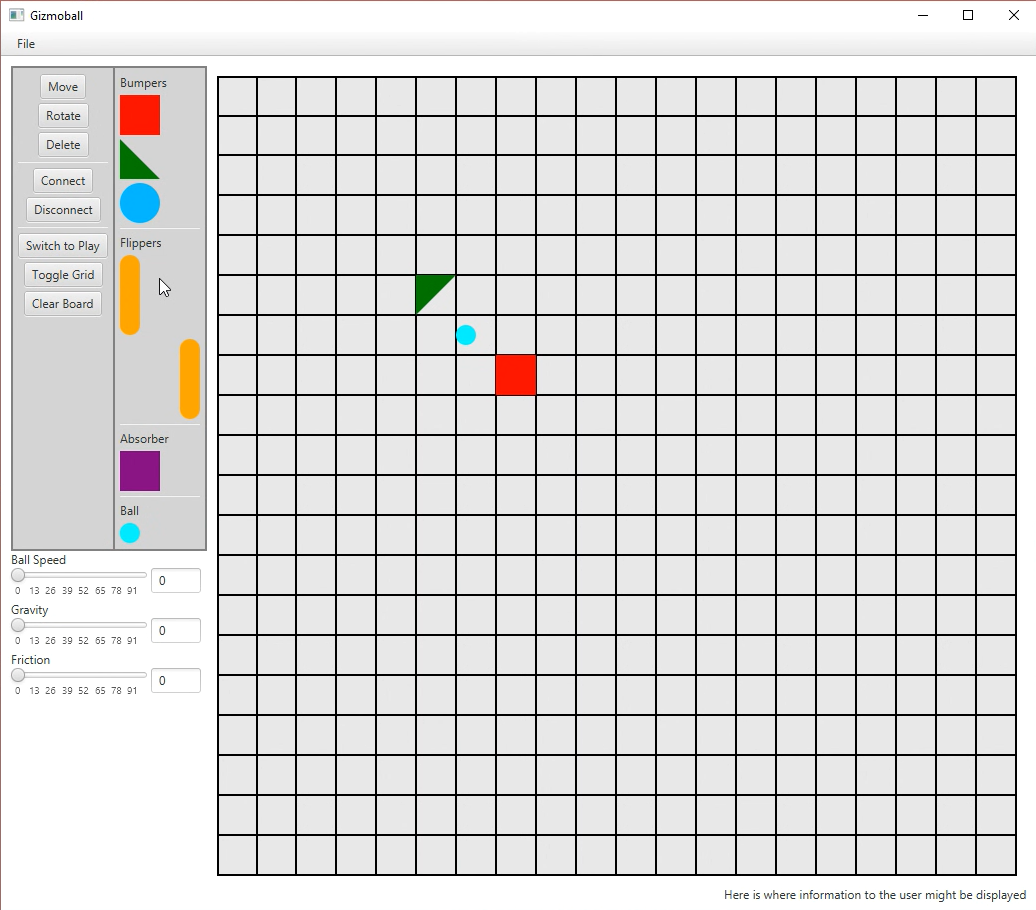 Gizmoball
File
Move
Rotate
Delete
Connect
Disconnect
Switch to Play
Toggle Grid
Clear Board
Bumpers
Flippers
Absorber
Ball
Ball Speed
0 13 26 39 52 65 78 91
0
Gravity
0 13 26 39 52 65 78 91
0
Friction
0 13 26 39 52 65 78 91
0
Here is where information to the user might be displayed